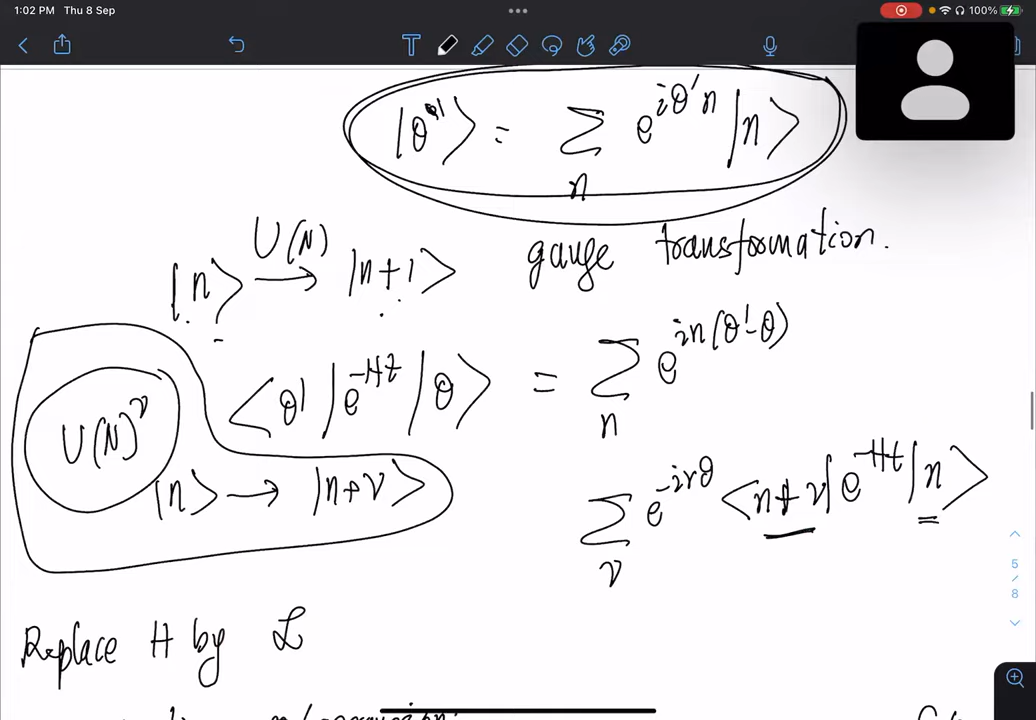 1:02 PM Thu 8 Sep
100%
|θ'⟩ = Σ_n e^{iθ'n} |n⟩
|n⟩ →^{U(N)} |n+1⟩ gauge transformation.
⟨θ'|e^{-Ht}|θ⟩ = Σ_n e^{in(θ'-θ)}
U(N)^ν
|n⟩ → |n+ν⟩
Σ_ν e^{-iνθ} ⟨n+ν|e^{-Ht}|n⟩
5
/
8
Replace H by ℒ